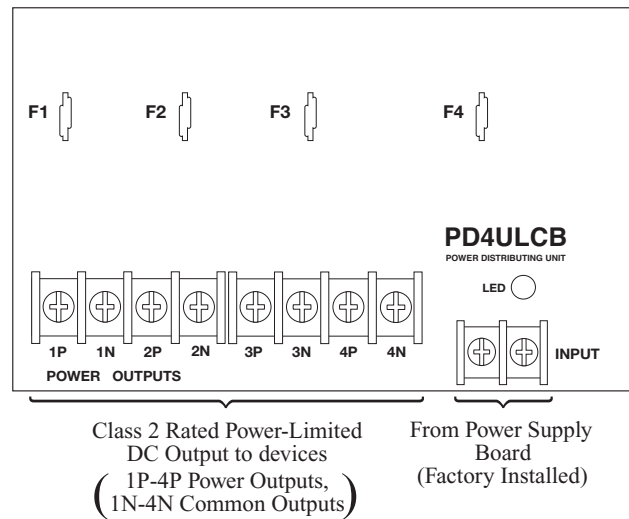 F1 F2 F3 F4
PD4ULCB
POWER DISTRIBUTING UNIT
LED
1P 1N 2P 2N 3P 3N 4P 4N
INPUT
POWER OUTPUTS
Class 2 Rated Power-Limited
DC Output to devices
(1P-4P Power Outputs,
1N-4N Common Outputs)
From Power Supply
Board
(Factory Installed)